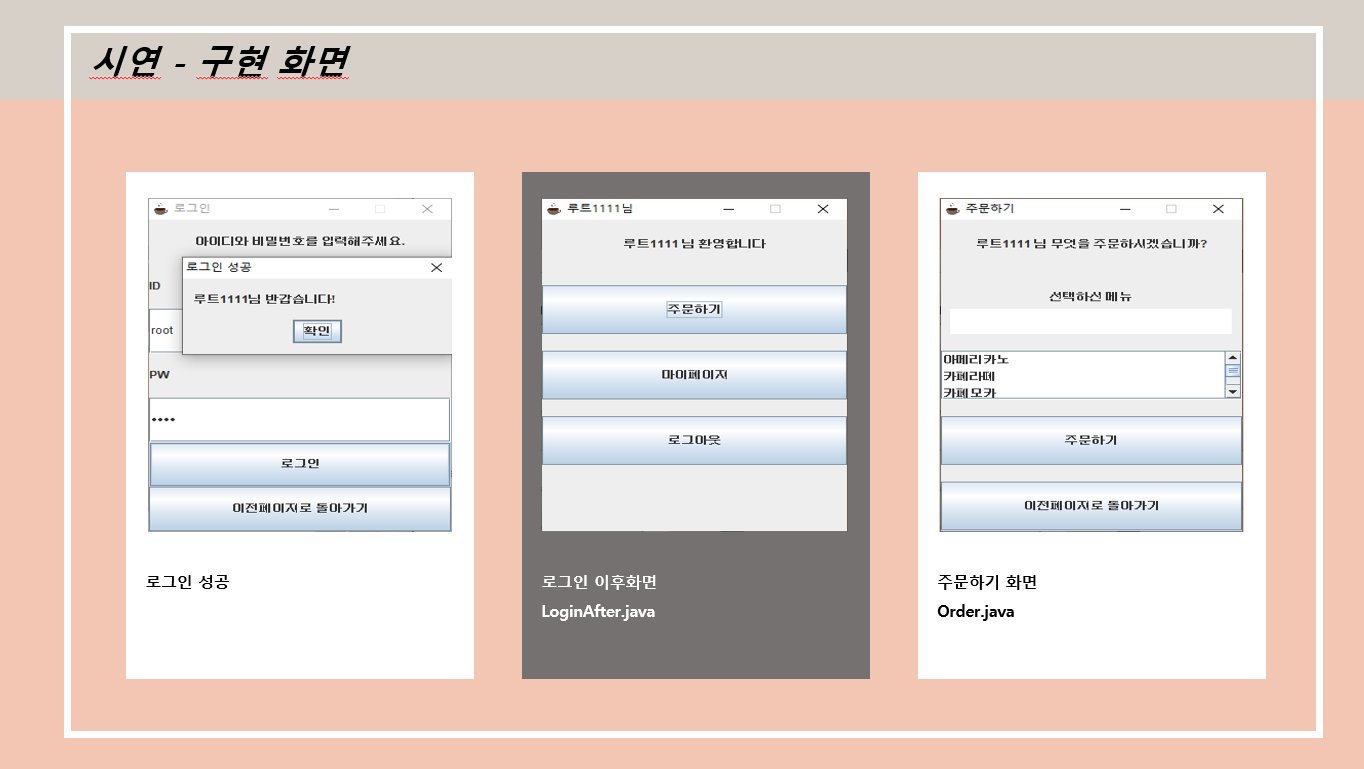 시연 - 구현 화면
로그인
아이디와 비밀번호를 입력해주세요.
로그인 성공
루트1111님 반갑습니다!
확인
ID
root
PW
••••
로그인
이전페이지로 돌아가기
로그인 성공
루트1111님
루트1111님 환영합니다
주문하기
마이페이지
로그아웃
로그인 이후화면
LoginAfter.java
주문하기
루트1111님 무엇을 주문하시겠습니까?
선택하신 메뉴
아메리카노
카페라떼
카페모카
주문하기
이전페이지로 돌아가기
주문하기 화면
Order.java